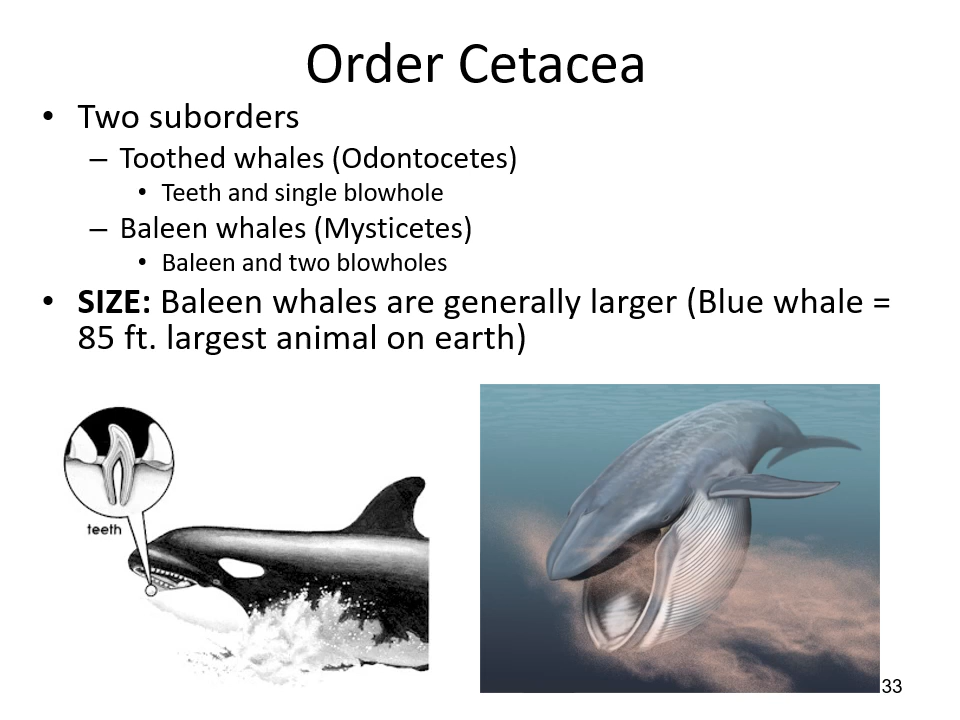 Order Cetacea
• Two suborders
– Toothed whales (Odontocetes)
• Teeth and single blowhole
– Baleen whales (Mysticetes)
• Baleen and two blowholes
• SIZE: Baleen whales are generally larger (Blue whale =
85 ft. largest animal on earth)
teeth
33